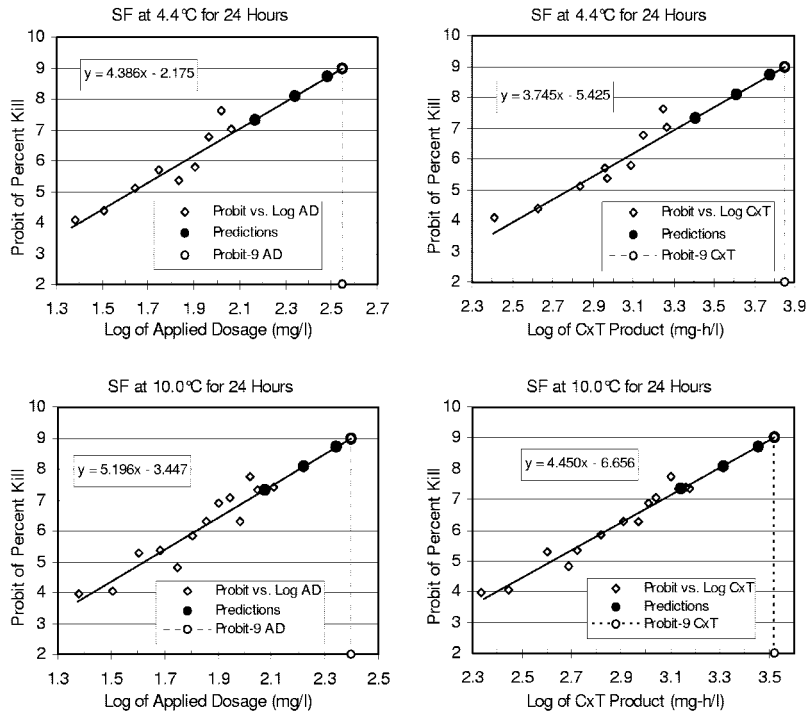 SF at 4.4°C for 24 Hours
Probit of Percent Kill
10
9
8
7
6
5
4
3
2
y = 4.386x - 2.175
Probit vs. Log AD
Predictions
Probit-9 AD
1.3 1.5 1.7 1.9 2.1 2.3 2.5 2.7
Log of Applied Dosage (mg/l)
SF at 4.4°C for 24 Hours
Probit of Percent Kill
10
9
8
7
6
5
4
3
2
y = 3.745x - 5.425
Probit vs. Log CxT
Predictions
Probit-9 CxT
2.3 2.5 2.7 2.9 3.1 3.3 3.5 3.7 3.9
Log of CxT Product (mg-h/l)
SF at 10.0°C for 24 Hours
Probit of Percent Kill
10
9
8
7
6
5
4
3
2
y = 5.196x - 3.447
Probit vs. Log AD
Predictions
Probit-9 AD
1.3 1.5 1.7 1.9 2.1 2.3 2.5
Log of Applied Dosage (mg/l)
SF at 10.0°C for 24 Hours
Probit of Percent Kill
10
9
8
7
6
5
4
3
2
y = 4.450x - 6.656
Probit vs. Log CxT
Predictions
Probit-9 CxT
2.3 2.5 2.7 2.9 3.1 3.3 3.5
Log of CxT Product (mg-h/l)